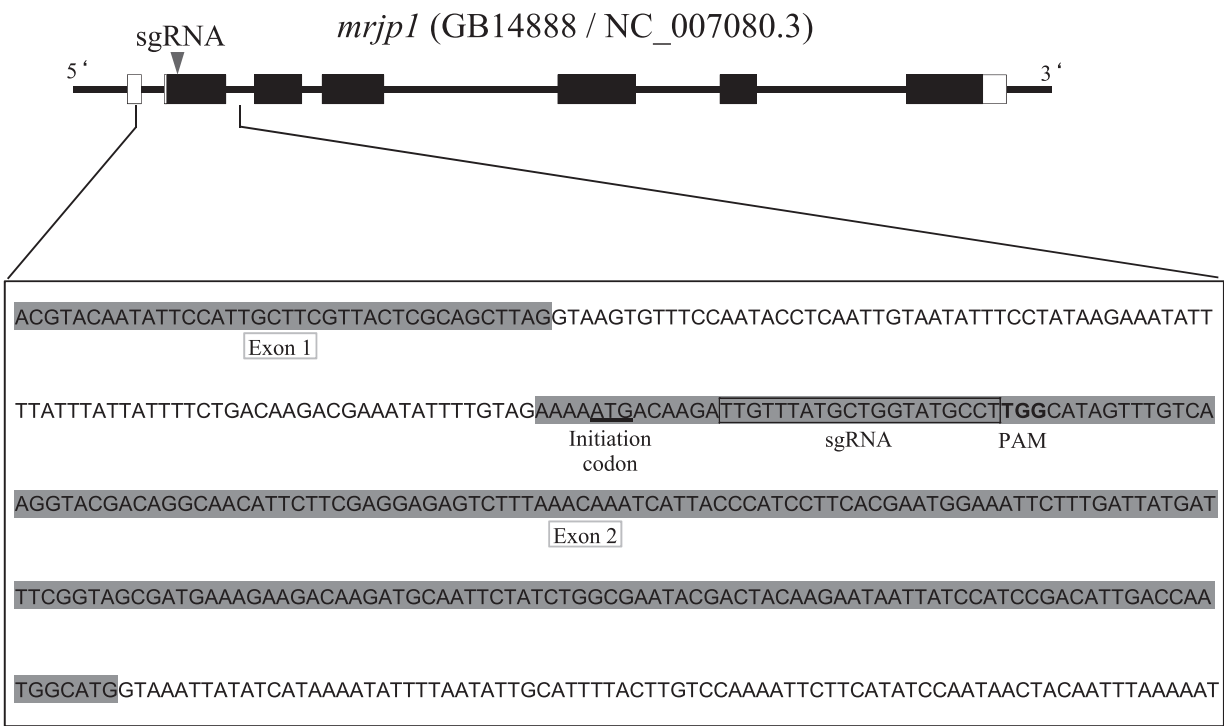 mrjp1 (GB14888 / NC_007080.3)
sgRNA
5‘
3‘
ACGTACAATATTCCATTGCTTCGTTACTCGCAGCTTAGGTAAGTGTTTCCAATACCTCAATTGTAATATTTCCTATAAGAAATATT
Exon 1
TTATTTATTATTTTCTGACAAGACGAAATATTTTGTAGAAAAATGACAAGATTGTTTATGCTGGTATGCCTTGGCATAGTTTGTCA
Initiation
codon
sgRNA
PAM
AGGTACGACAGGCAACATTCTTCGAGGAGAGTCTTTAAACAAATCATTACCCATCCTTCACGAATGGAAATTCTTTGATTATGAT
Exon 2
TTCGGTAGCGATGAAAGAAGACAAGATGCAATTCTATCTGGCGAATACGACTACAAGAATAATTATCCATCCGACATTGACCAA
TGGCATGGTAAATTATATCATAAAATATTTTAATATTGCATTTTACTTGTCCAAAATTCTTCATATCCAATAACTACAATTTAAAAAT